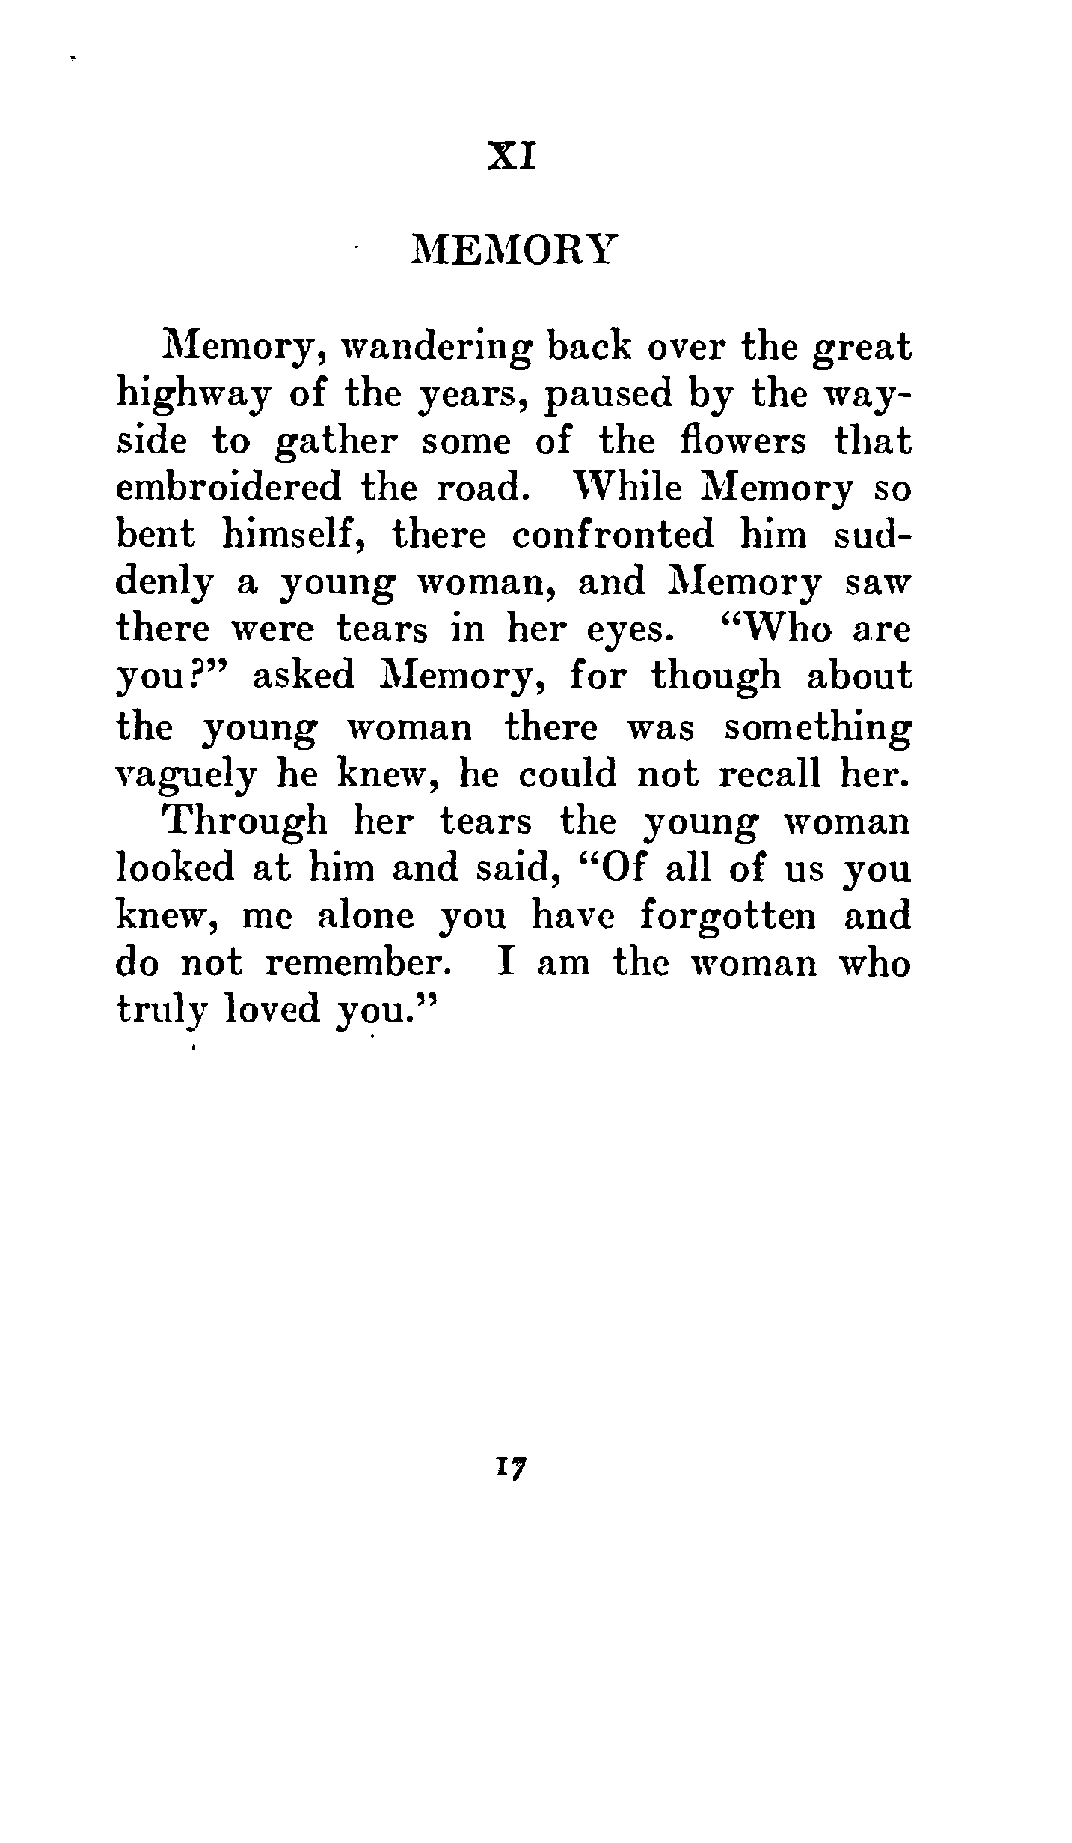 XI
MEMORY
Memory, wandering back over the great
highway of the years, paused by the way-
side to gather some of the flowers that
embroidered the road. While Memory so
bent himself, there confronted him sud-
denly a young woman, and Memory saw
there were tears in her eyes. "Who are
you?" asked Memory, for though about
the young woman there was something
vaguely he knew, he could not recall her.
Through her tears the young woman
looked at him and said, "Of all of us you
knew, me alone you have forgotten and
do not remember. I am the woman who
truly loved you."
17